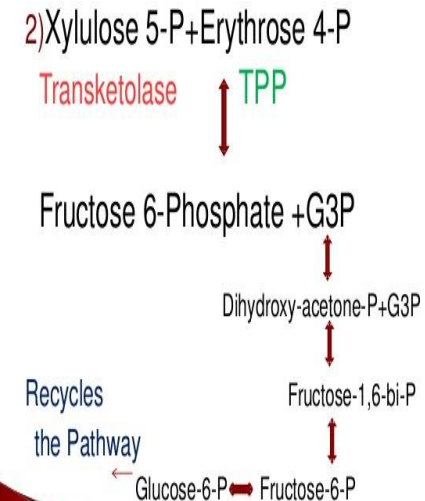 2)Xylulose 5-P+Erythrose 4-P
Transketolase TPP
Fructose 6-Phosphate +G3P
Dihydroxy-acetone-P+G3P
Fructose-1,6-bi-P
Recycles
the Pathway
Glucose-6-P Fructose-6-P